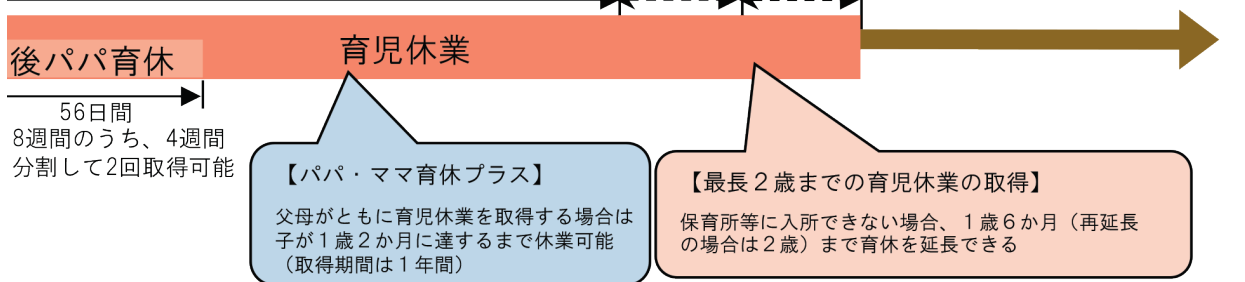 後パパ育休
育児休業
56日間
8週間のうち、4週間
分割して2回取得可能
【パパ・ママ育休プラス】
父母がともに育児休業を取得する場合は
子が１歳２か月に達するまで休業可能
（取得期間は１年間）
【最長２歳までの育児休業の取得】
保育所等に入所できない場合、１歳６か月（再延長
の場合は２歳）まで育休を延長できる